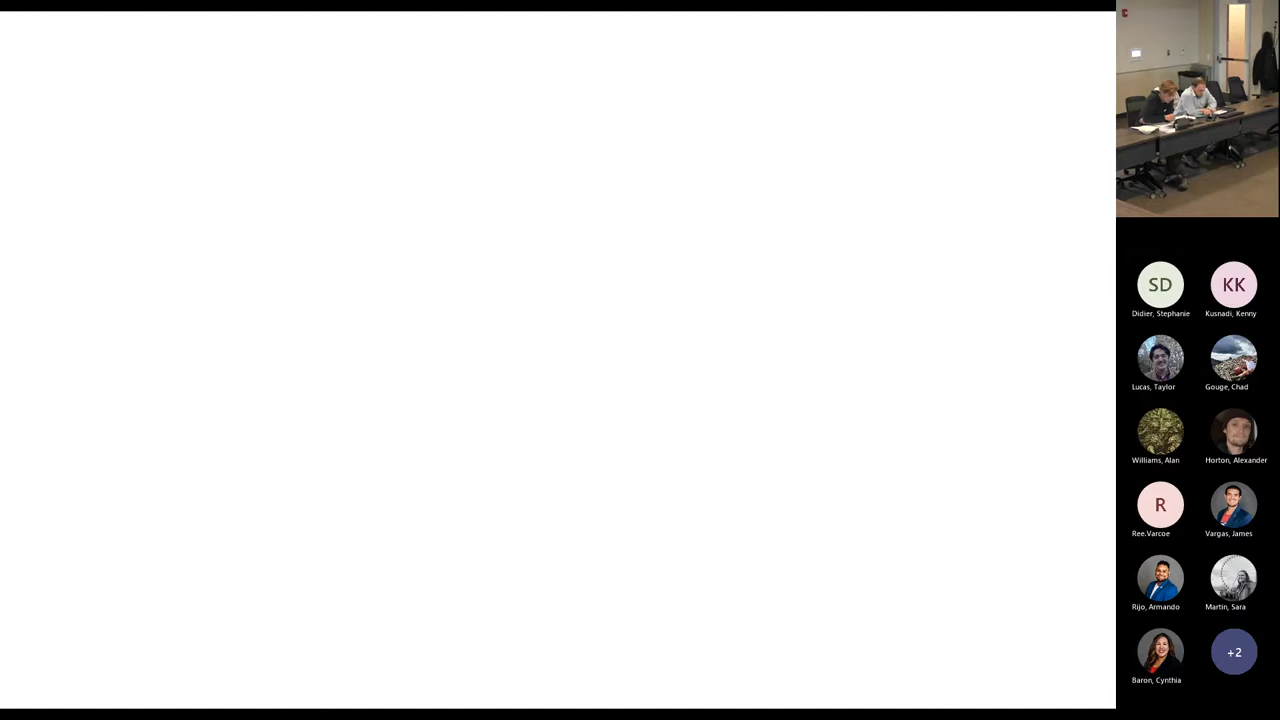 SD
KK
Didier, Stephanie
Kusnadi, Kenny
Lucas, Taylor
Gouge, Chad
Williams, Alan
Horton, Alexander
R
Ree.Varcoe
Vargas, James
Rijo, Armando
Martin, Sara
Baron, Cynthia
+2